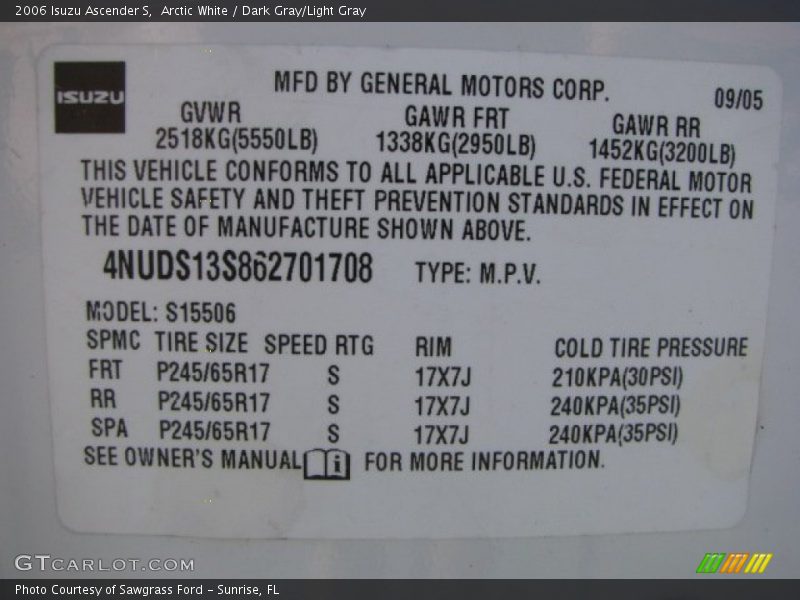 2006 Isuzu Ascender S,  Arctic White / Dark Gray/Light Gray
ISUZU
MFD BY GENERAL MOTORS CORP.
09/05
GVWR GAWR FRT GAWR RR
2518KG(5550LB) 1338KG(2950LB) 1452KG(3200LB)
THIS VEHICLE CONFORMS TO ALL APPLICABLE U.S. FEDERAL MOTOR
VEHICLE SAFETY AND THEFT PREVENTION STANDARDS IN EFFECT ON
THE DATE OF MANUFACTURE SHOWN ABOVE.
4NUDS13S862701708 TYPE: M.P.V.
MODEL: S15506
SPMC TIRE SIZE SPEED RTG RIM COLD TIRE PRESSURE
FRT P245/65R17 S 17X7J 210KPA(30PSI)
RR P245/65R17 S 17X7J 240KPA(35PSI)
SPA P245/65R17 S 17X7J 240KPA(35PSI)
SEE OWNER'S MANUAL i FOR MORE INFORMATION.
GTCARLOT.COM
Photo Courtesy of Sawgrass Ford - Sunrise, FL